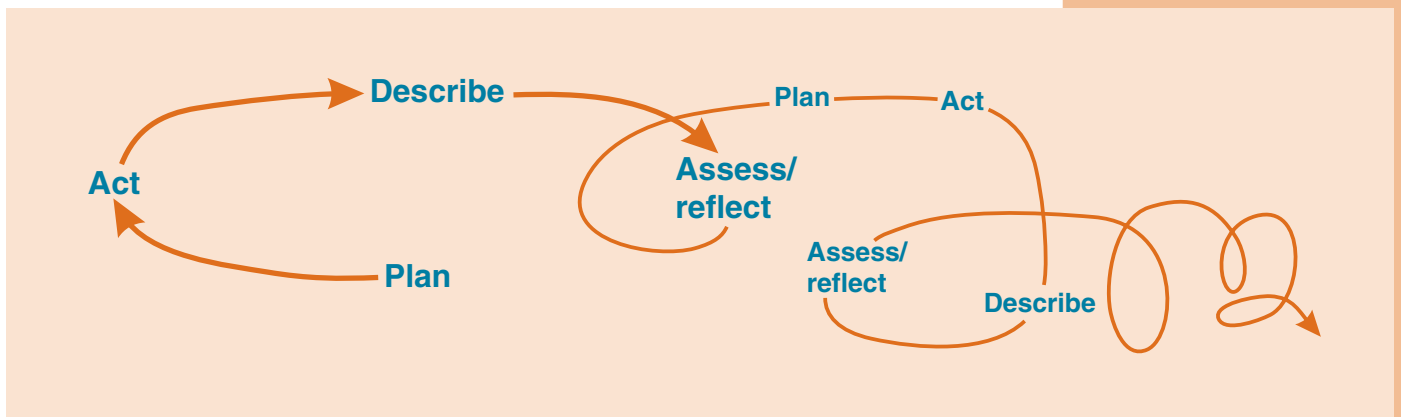 Plan
Act
Describe
Assess/
reflect
Plan
Act
Describe
Assess/
reflect